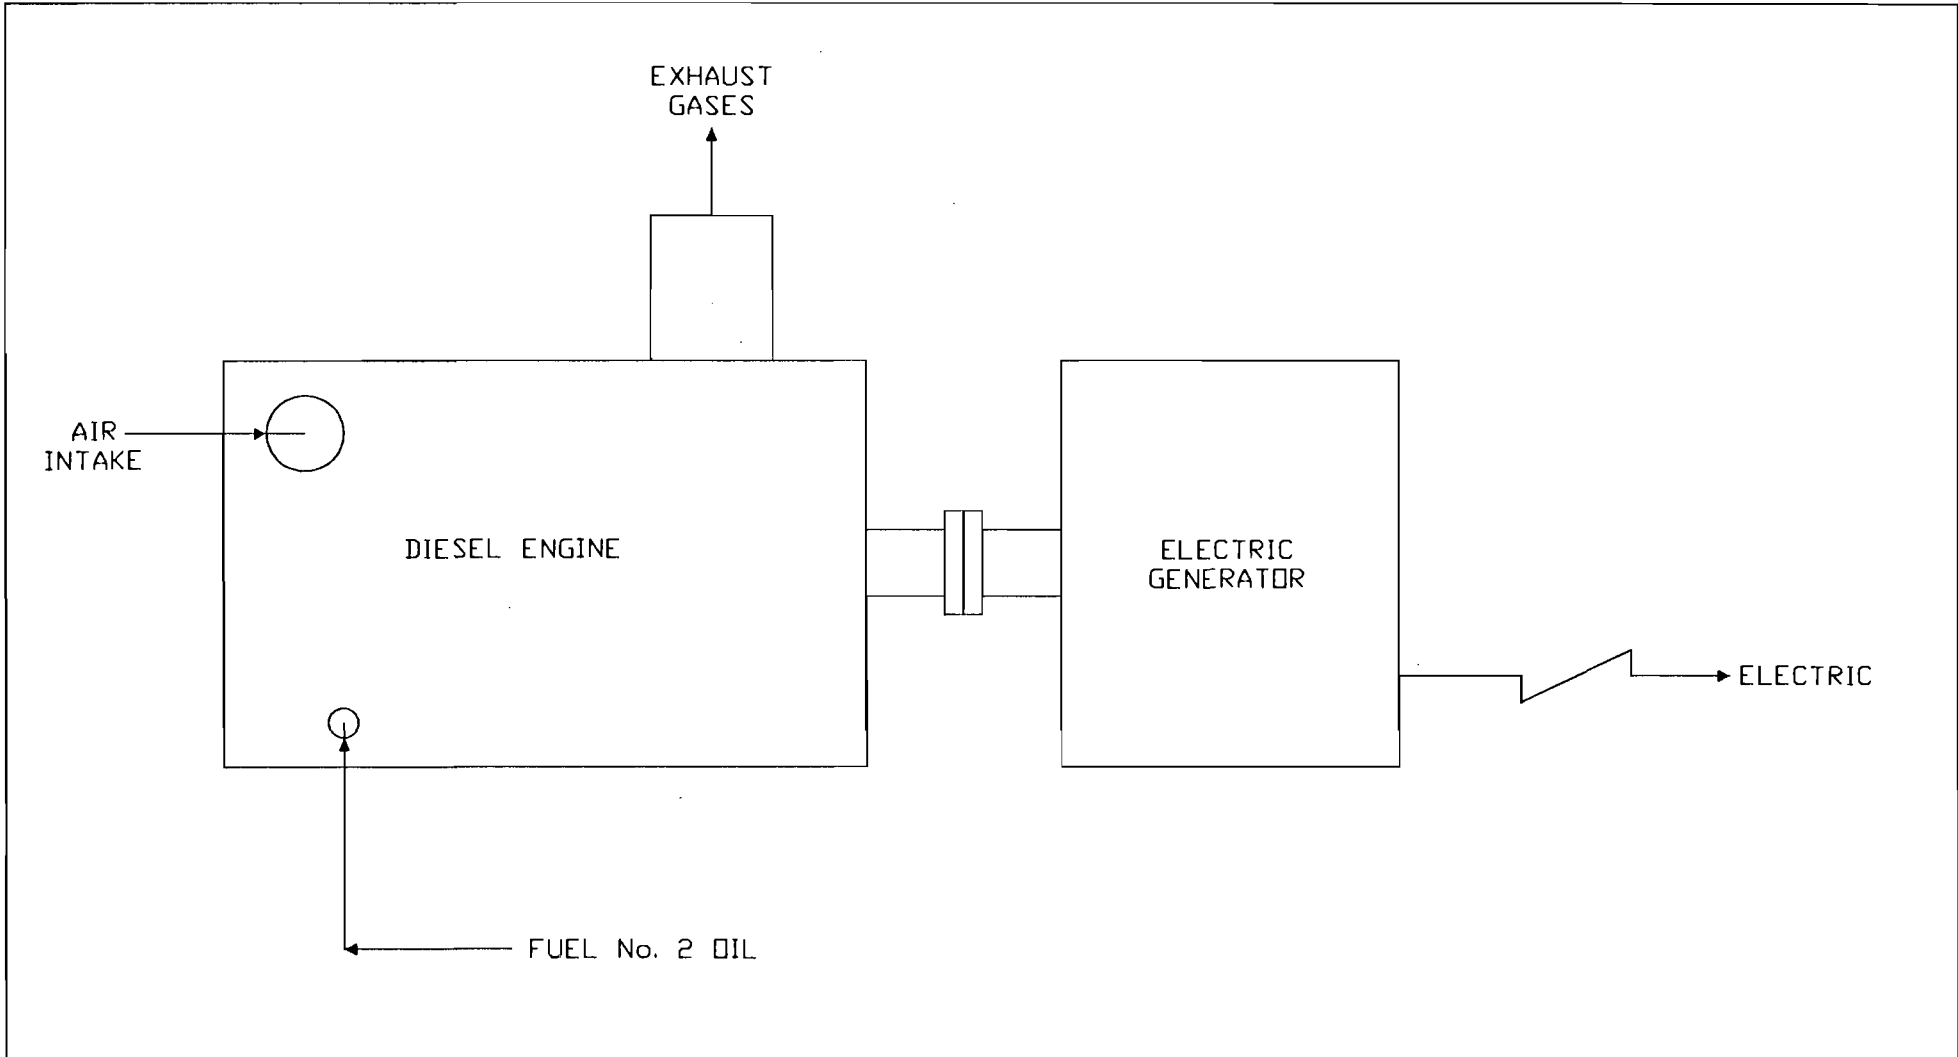 EXHAUST
GASES
AIR
INTAKE
DIESEL ENGINE
ELECTRIC
GENERATOR
ELECTRIC
FUEL No. 2 OIL